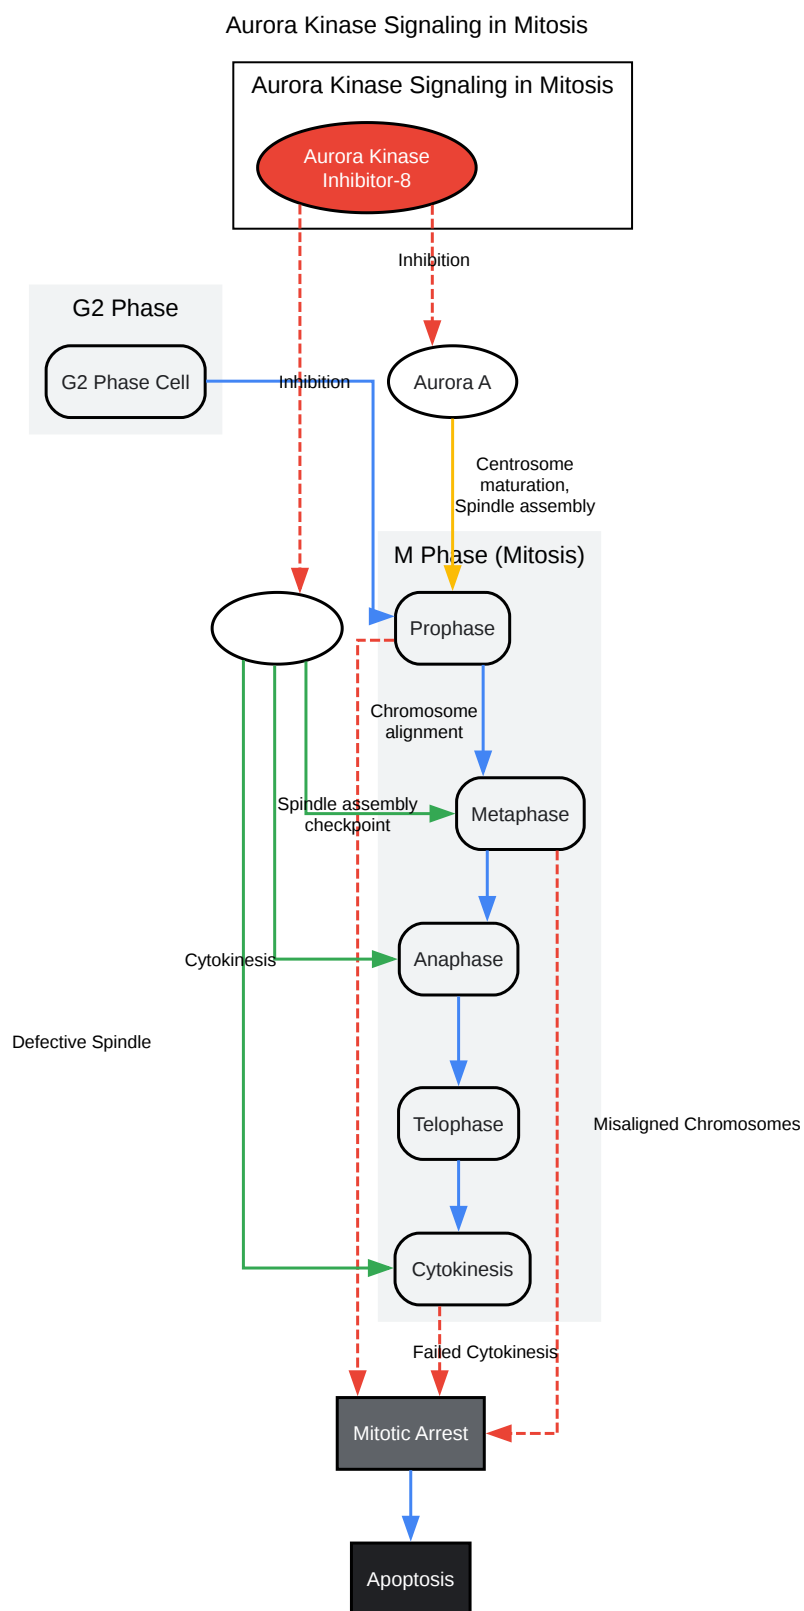 Aurora Kinase Signaling in Mitosis
Aurora Kinase Signaling in Mitosis
Aurora Kinase
Inhibitor-8
Inhibition
G2 Phase
G2 Phase Cell
Inhibition
Aurora A
Centrosome
maturation,
Spindle assembly
M Phase (Mitosis)
Prophase
Chromosome
alignment
Spindle assembly
checkpoint
Metaphase
Cytokinesis
Anaphase
Defective Spindle
Telophase
Misaligned Chromosomes
Cytokinesis
Failed Cytokinesis
Mitotic Arrest
Apoptosis